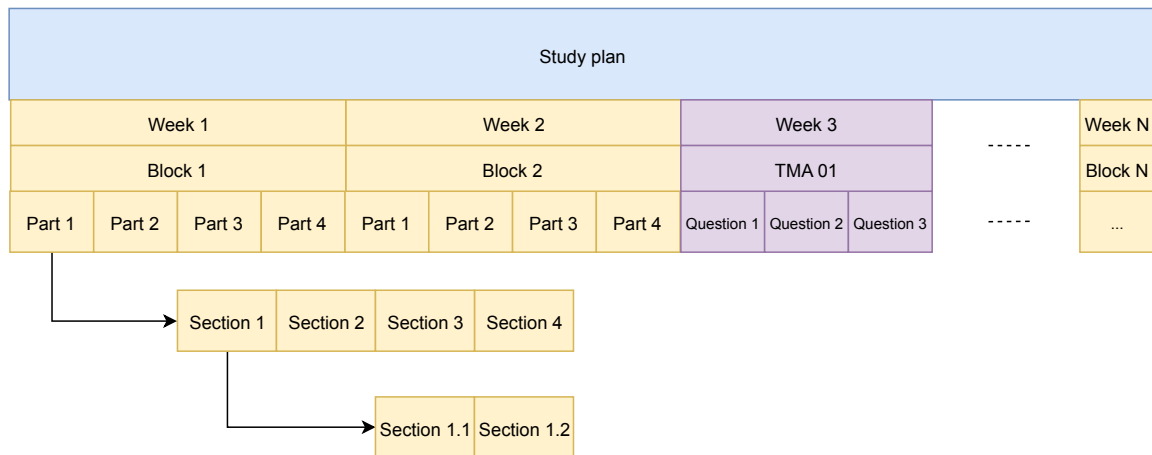 Study plan
Week 1 Week 2 Week 3 Week N
Block 1 Block 2 TMA 01 Block N
Part 1 Part 2 Part 3 Part 4 Part 1 Part 2 Part 3 Part 4 Question 1 Question 2 Question 3 ...
Section 1 Section 2 Section 3 Section 4
Section 1.1 Section 1.2